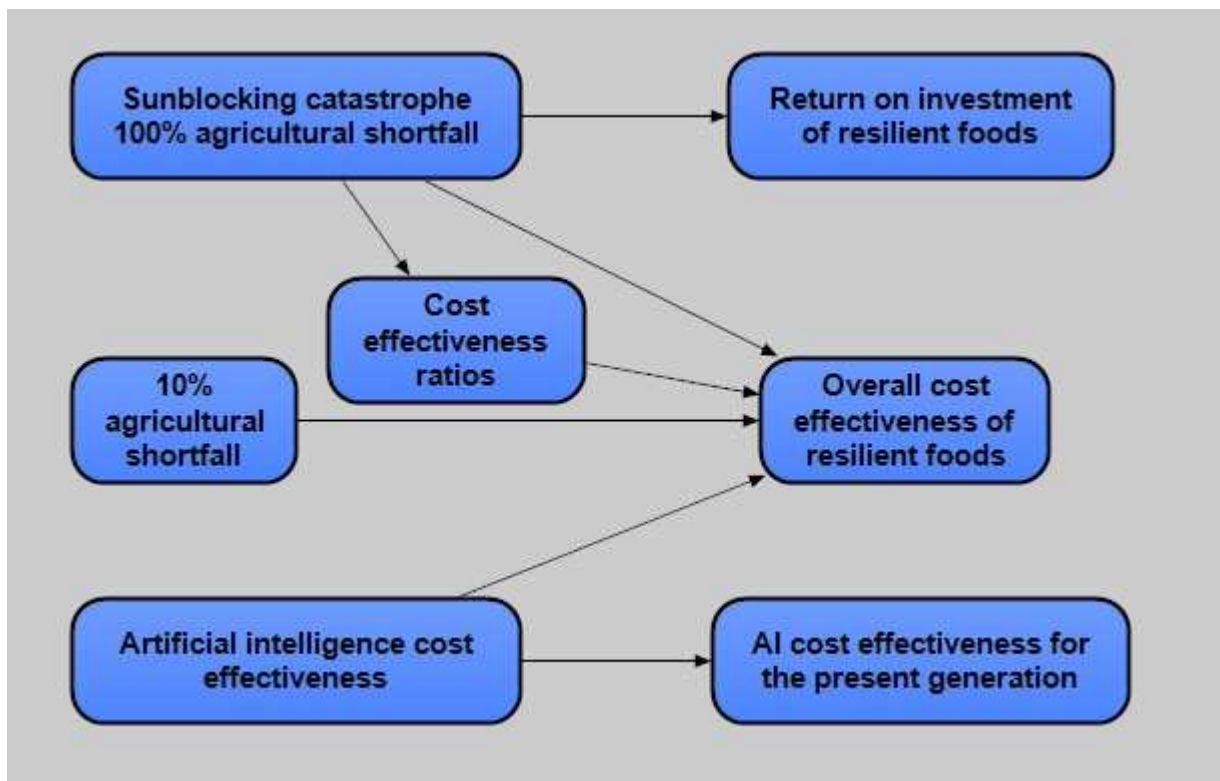 Sunblocking catastrophe
100% agricultural shortfall
Return on investment
of resilient foods
Cost
effectiveness
ratios
10%
agricultural
shortfall
Overall cost
effectiveness of
resilient foods
Artificial intelligence cost
effectiveness
AI cost effectiveness for
the present generation